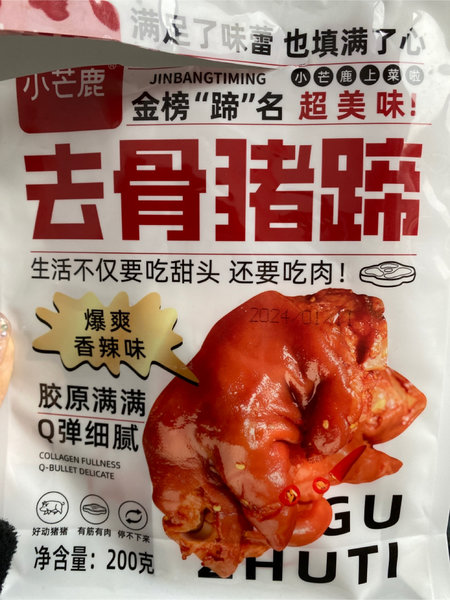 满足了味蕾 也填满了心
小芒鹿®
JINBANGTIMING
小芒鹿上菜啦
金榜“蹄”名 超美味!
去骨猪蹄
生活不仅要吃甜头 还要吃肉！
爆爽
香辣味
胶原满满
Q弹细腻
COLLAGEN FULLNESS
Q-BULLET DELICATE
好动猪猪 有筋有肉 停不下来
净含量：200克
GU
ZHUTI